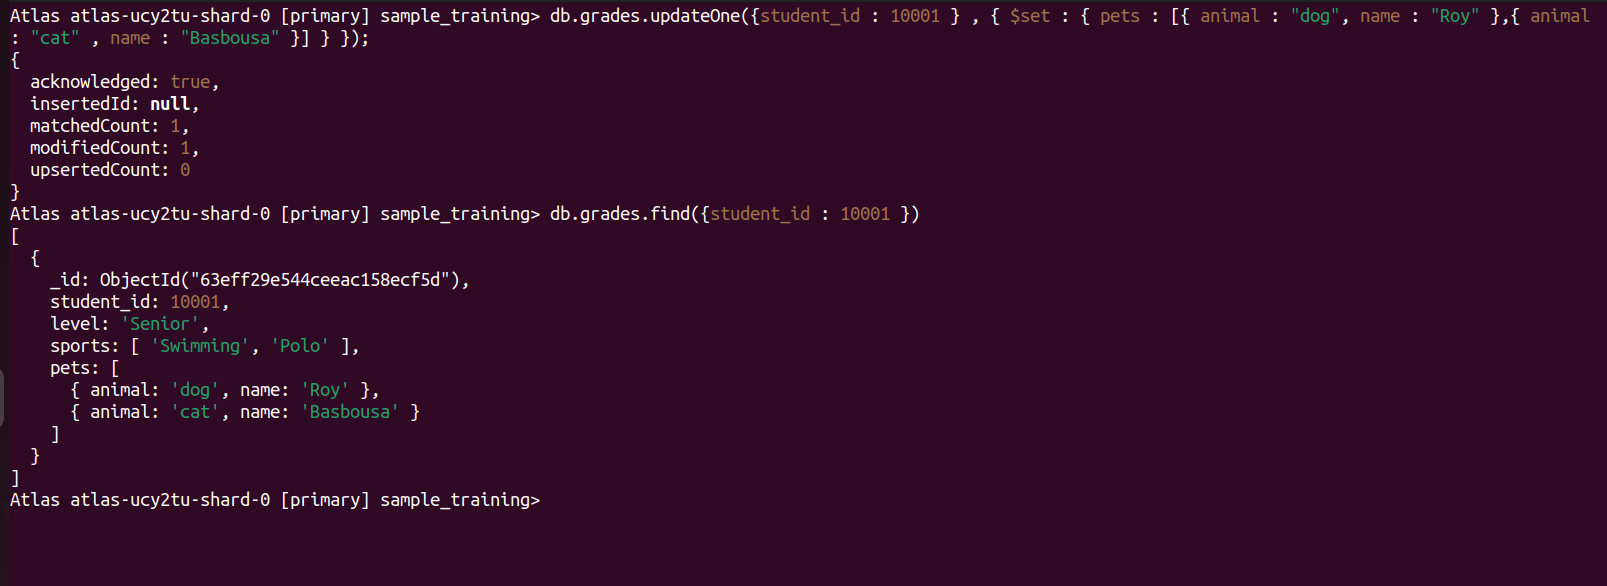 Atlas atlas-ucy2tu-shard-0 [primary] sample_training> db.grades.updateOne({student_id : 10001 } , { $set : { pets : [{ animal : "dog", name : "Roy" },{ animal
: "cat" , name : "Basbousa" }] } });
{
  acknowledged: true,
  insertedId: null,
  matchedCount: 1,
  modifiedCount: 1,
  upsertedCount: 0
}
Atlas atlas-ucy2tu-shard-0 [primary] sample_training> db.grades.find({student_id : 10001 })
[
  {
    _id: ObjectId("63eff29e544ceeac158ecf5d"),
    student_id: 10001,
    level: 'Senior',
    sports: [ 'Swimming', 'Polo' ],
    pets: [
      { animal: 'dog', name: 'Roy' },
      { animal: 'cat', name: 'Basbousa' }
    ]
  }
]
Atlas atlas-ucy2tu-shard-0 [primary] sample_training>